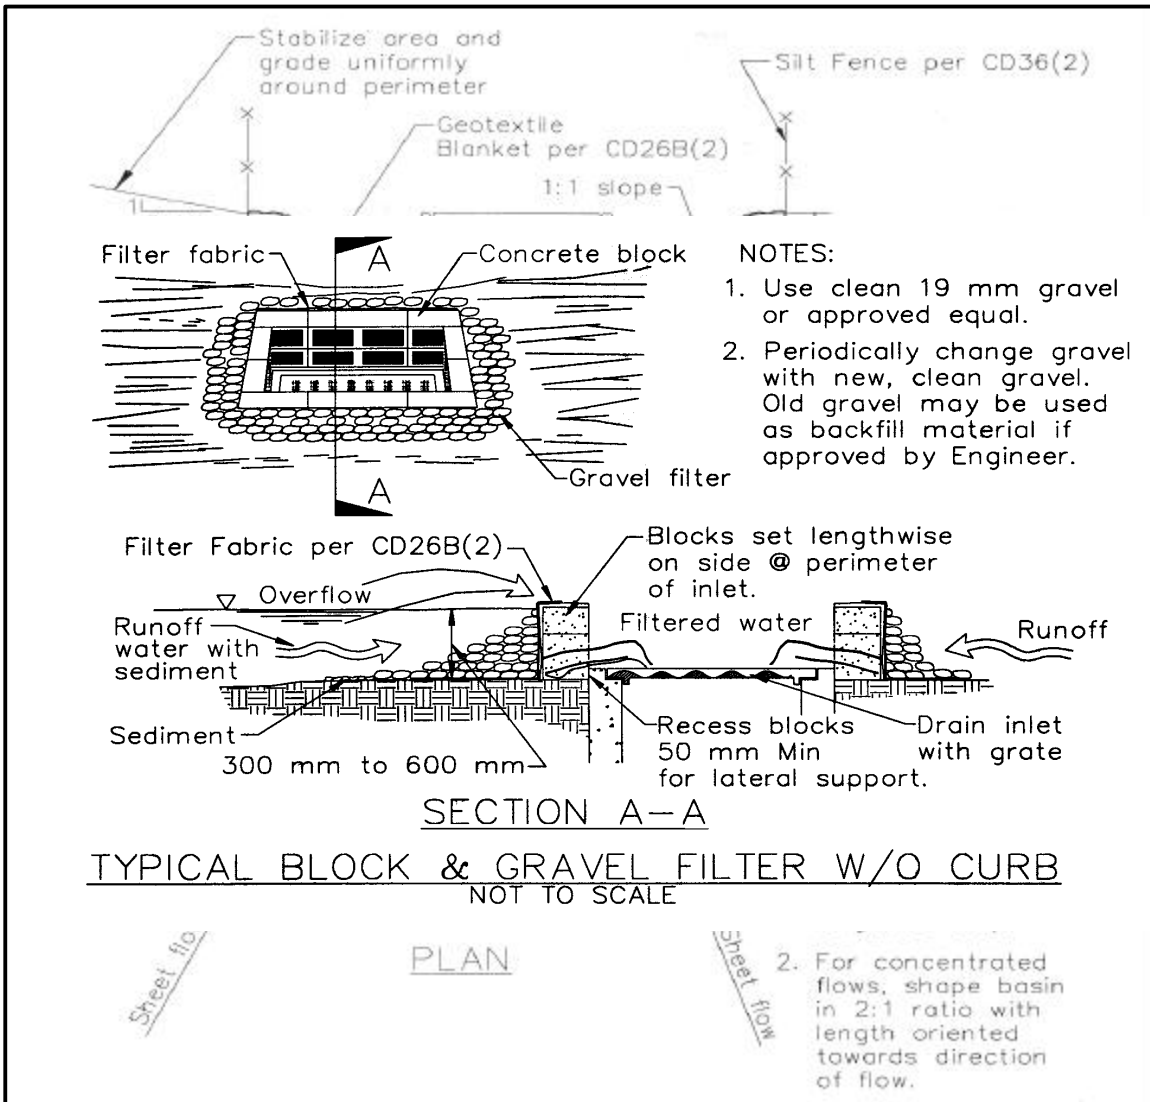 Stabilize area and
grade uniformly
around perimeter
Silt Fence per CD36(2)
Geotextile
Blanket per CD26B(2)
1:1 slope
1
Filter fabric
A
Concrete block
Gravel filter
A
NOTES:
1. Use clean 19 mm gravel
or approved equal.
2. Periodically change gravel
with new, clean gravel.
Old gravel may be used
as backfill material if
approved by Engineer.
Filter Fabric per CD26B(2)
Blocks set lengthwise
on side @ perimeter
of inlet.
Overflow
Runoff
water with
sediment
Filtered water
Runoff
Sediment
300 mm to 600 mm
Recess blocks
50 mm Min
for lateral support.
Drain inlet
with grate
SECTION A-A
TYPICAL BLOCK & GRAVEL FILTER W/O CURB
NOT TO SCALE
Sheet flo
PLAN
Sheet flow
2. For concentrated
flows, shape basin
in 2:1 ratio with
length oriented
towards direction
of flow.